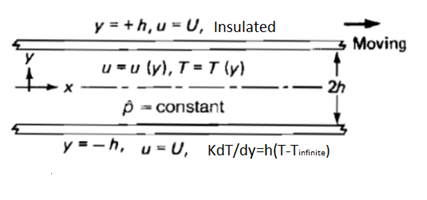 y = +h, u = U, Insulated
Moving
y
u = u (y), T = T (y)
x
2h
p̂ = constant
y = -h, u = U, KdT/dy=h(T-Tinfinite)